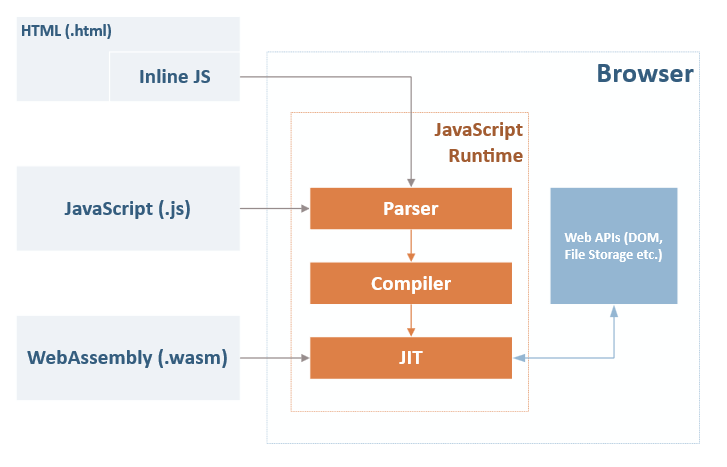 HTML (.html)
Inline JS
Browser
JavaScript
Runtime
JavaScript (.js)
Parser
Web APIs (DOM,
File Storage etc.)
Compiler
WebAssembly (.wasm)
JIT